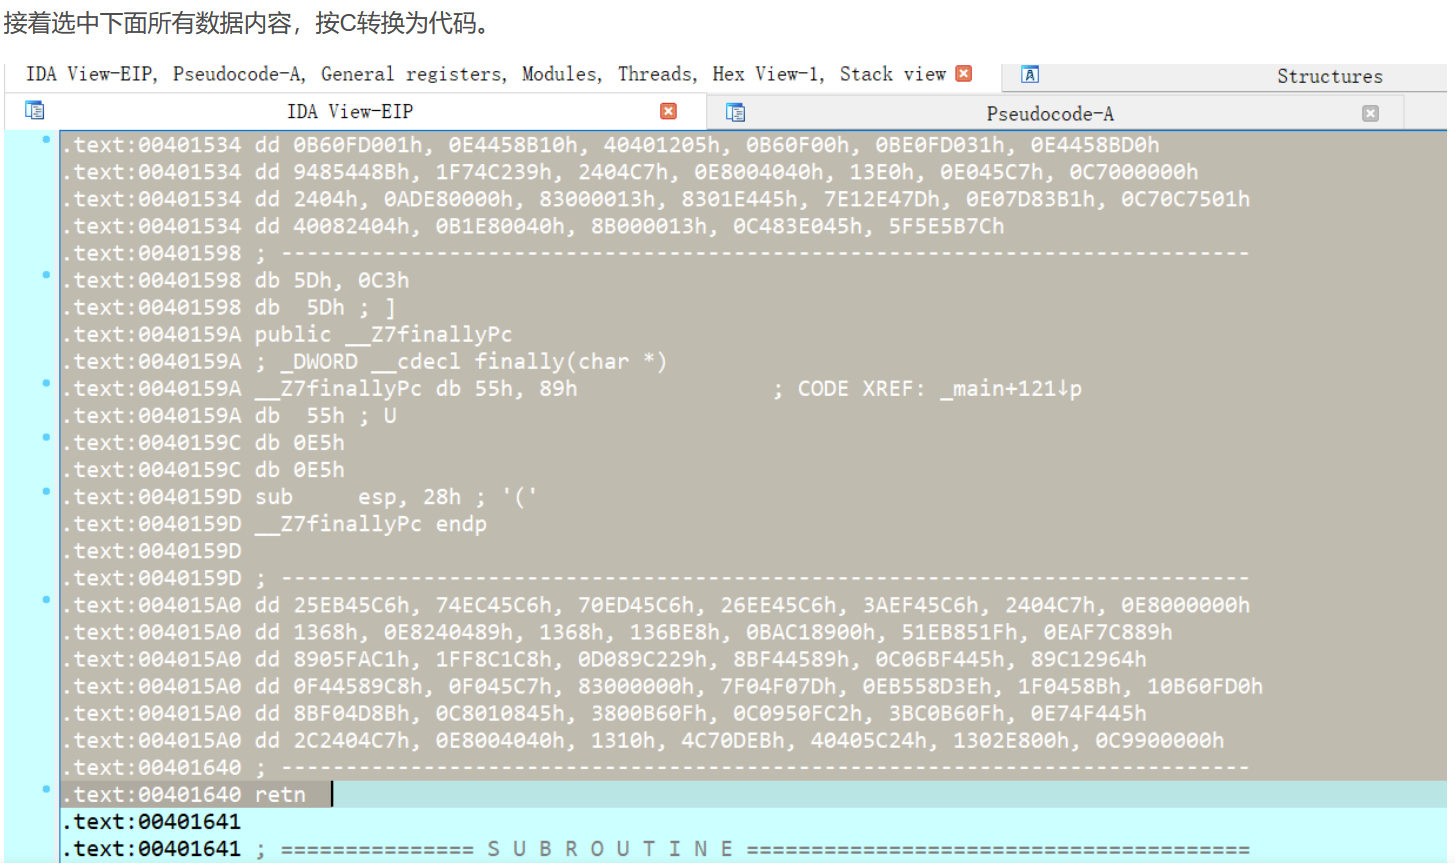 接着选中下面所有数据内容，按C转换为代码。
IDA View-EIP, Pseudocode-A, General registers, Modules, Threads, Hex View-1, Stack view
Structures
IDA View-EIP
Pseudocode-A
.text:00401534 dd 0B60FD001h, 0E4458B10h, 40401205h, 0B60F00h, 0BE0FD031h, 0E4458BD0h
.text:00401534 dd 9485448Bh, 1F74C239h, 2404C7h, 0E8004040h, 13E0h, 0E045C7h, 0C7000000h
.text:00401534 dd 2404h, 0ADE80000h, 83000013h, 8301E445h, 7E12E47Dh, 0E07D83B1h, 0C70C7501h
.text:00401534 dd 40082404h, 0B1E80040h, 8B000013h, 0C483E045h, 5F5E5B7Ch
.text:00401598 ; ---------------------------------------------------------------------------
.text:00401598 db 5Dh, 0C3h
.text:00401598 db  5Dh ; ]
.text:0040159A public __Z7finallyPc
.text:0040159A ; _DWORD __cdecl finally(char *)
.text:0040159A __Z7finallyPc db 55h, 89h               ; CODE XREF: _main+121↓p
.text:0040159A db  55h ; U
.text:0040159C db 0E5h
.text:0040159C db 0E5h
.text:0040159D sub     esp, 28h ; '('
.text:0040159D __Z7finallyPc endp
.text:0040159D
.text:0040159D ; ---------------------------------------------------------------------------
.text:004015A0 dd 25EB45C6h, 74EC45C6h, 70ED45C6h, 26EE45C6h, 3AEF45C6h, 2404C7h, 0E8000000h
.text:004015A0 dd 1368h, 0E8240489h, 1368h, 136BE8h, 0BAC18900h, 51EB851Fh, 0EAF7C889h
.text:004015A0 dd 8905FAC1h, 1FF8C1C8h, 0D089C229h, 8BF44589h, 0C06BF445h, 89C12964h
.text:004015A0 dd 0F44589C8h, 0F045C7h, 83000000h, 7F04F07Dh, 0EB558D3Eh, 1F0458Bh, 10B60FD0h
.text:004015A0 dd 8BF04D8Bh, 0C8010845h, 3800B60Fh, 0C0950FC2h, 3BC0B60Fh, 0E74F445h
.text:004015A0 dd 2C2404C7h, 0E8004040h, 1310h, 4C70DEBh, 40405C24h, 1302E800h, 0C9900000h
.text:00401640 ; ---------------------------------------------------------------------------
.text:00401640 retn
.text:00401641
.text:00401641 ; =============== S U B R O U T I N E =======================================